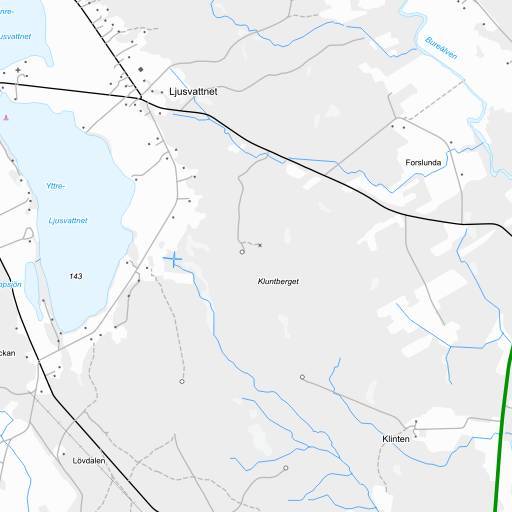 Ljusvattnet
Bureälven
Forslunda
Yttre-
Ljusvattnet
143
Kluntberget
Klinten
Lövdalen